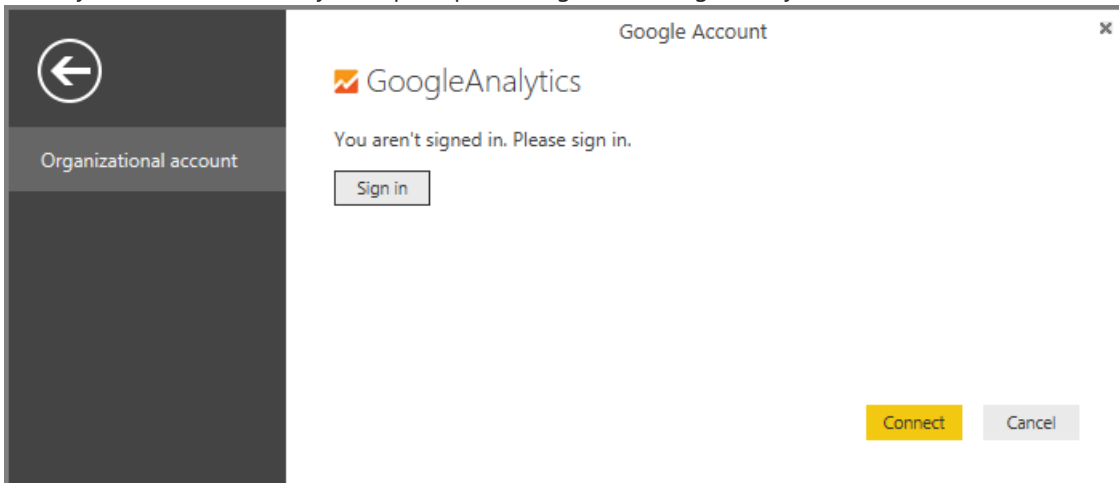 Google Account
GoogleAnalytics
Organizational account
You aren't signed in. Please sign in.
Sign in
Connect
Cancel